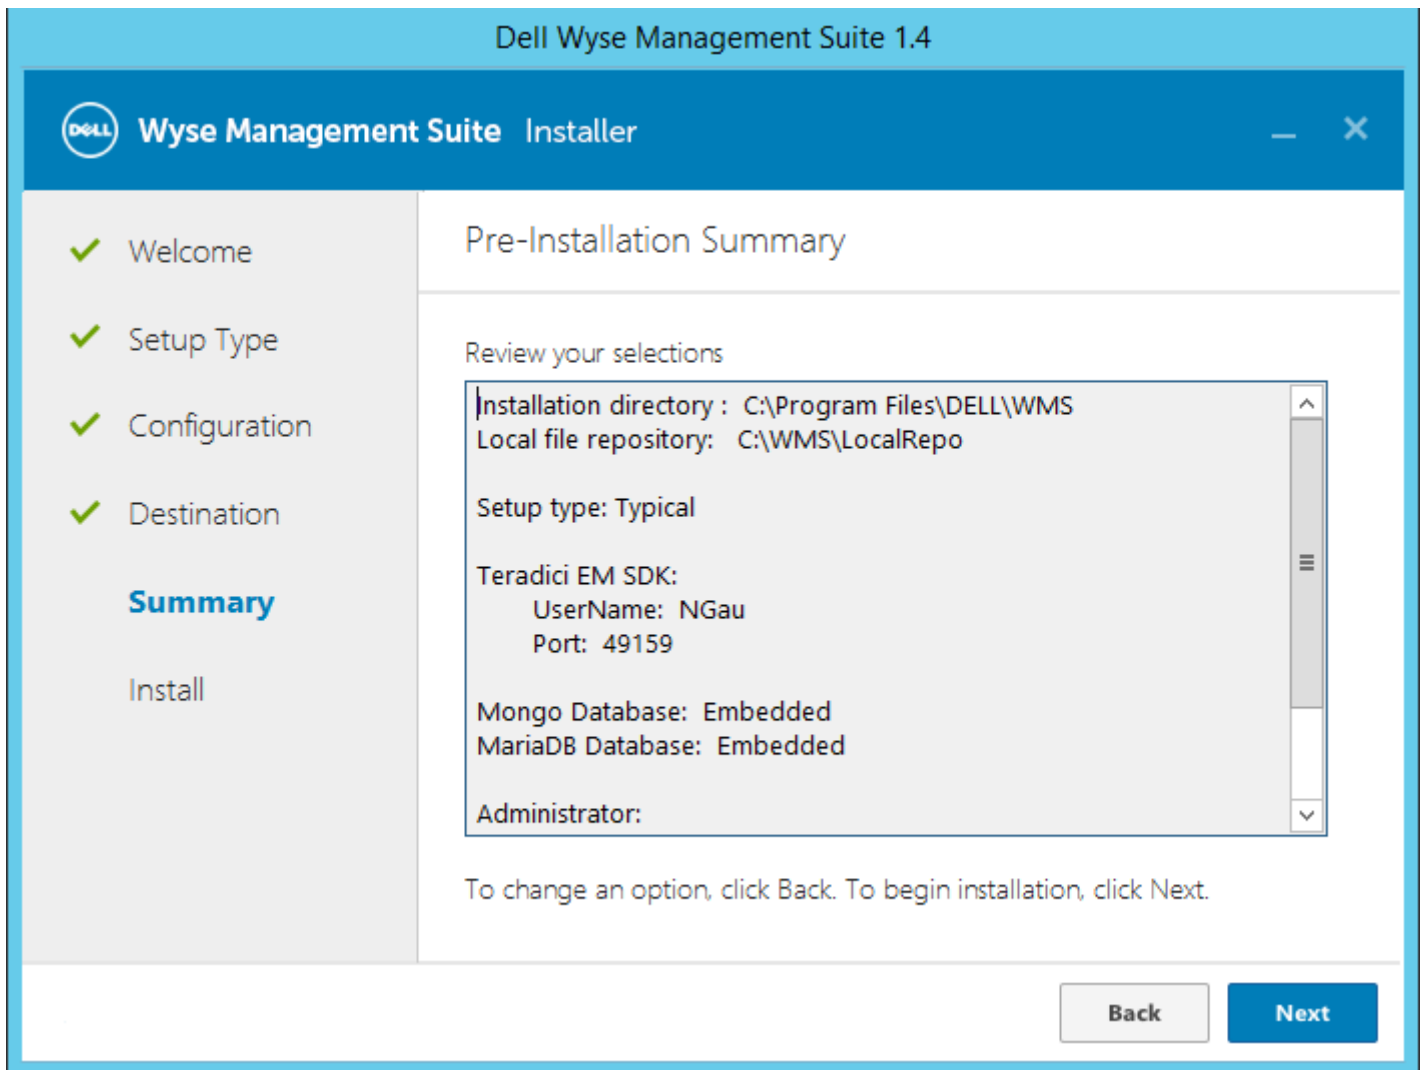 Dell Wyse Management Suite 1.4
DELL Wyse Management Suite Installer
Welcome
Setup Type
Configuration
Destination
Summary
Install
Pre-Installation Summary
Review your selections
Installation directory : C:\Program Files\DELL\WMS
Local file repository: C:\WMS\LocalRepo
Setup type: Typical
Teradici EM SDK:
UserName: NGau
Port: 49159
Mongo Database: Embedded
MariaDB Database: Embedded
Administrator:
To change an option, click Back. To begin installation, click Next.
Back
Next